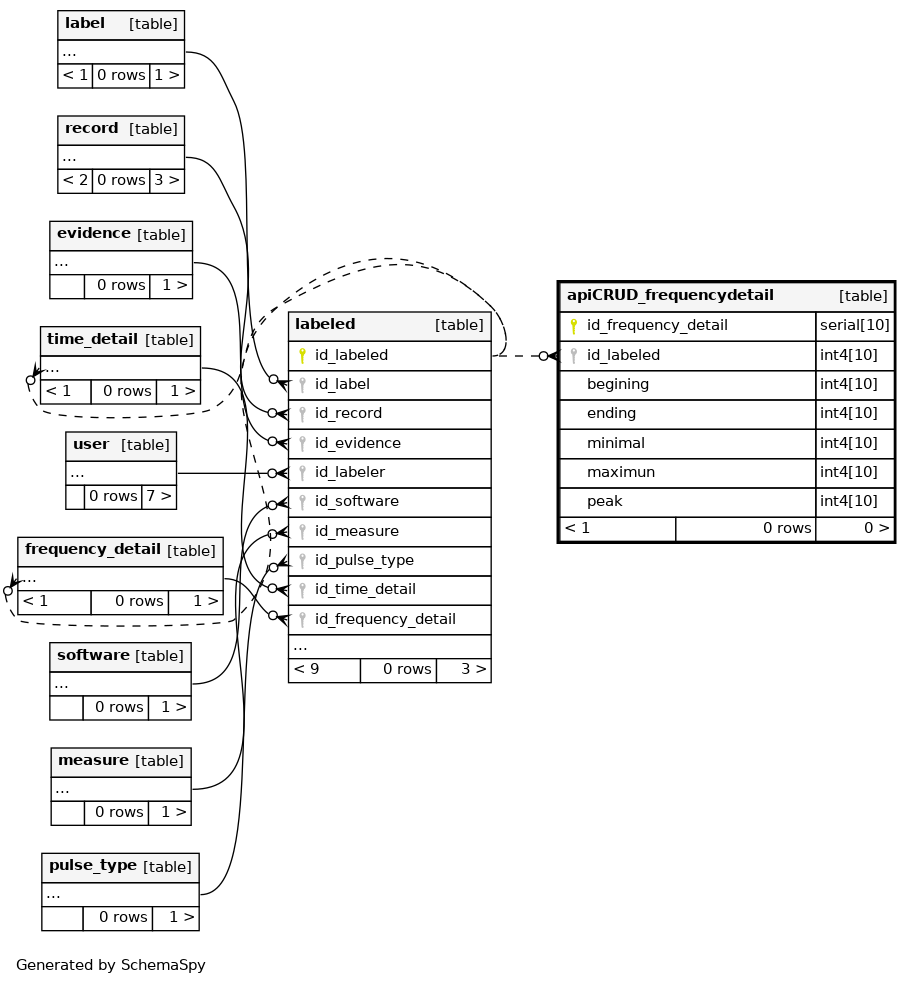 label [table]
...
< 1 0 rows 1 >
record [table]
...
< 2 0 rows 3 >
evidence [table]
...
0 rows 1 >
time_detail [table]
...
< 1 0 rows 1 >
user [table]
...
0 rows 7 >
frequency_detail [table]
...
< 1 0 rows 1 >
software [table]
...
0 rows 1 >
measure [table]
...
0 rows 1 >
pulse_type [table]
...
0 rows 1 >
labeled [table]
id_labeled
id_label
id_record
id_evidence
id_labeler
id_software
id_measure
id_pulse_type
id_time_detail
id_frequency_detail
...
< 9 0 rows 3 >
apiCRUD_frequencydetail [table]
id_frequency_detail serial[10]
id_labeled int4[10]
begining int4[10]
ending int4[10]
minimal int4[10]
maximun int4[10]
peak int4[10]
< 1 0 rows 0 >
Generated by SchemaSpy